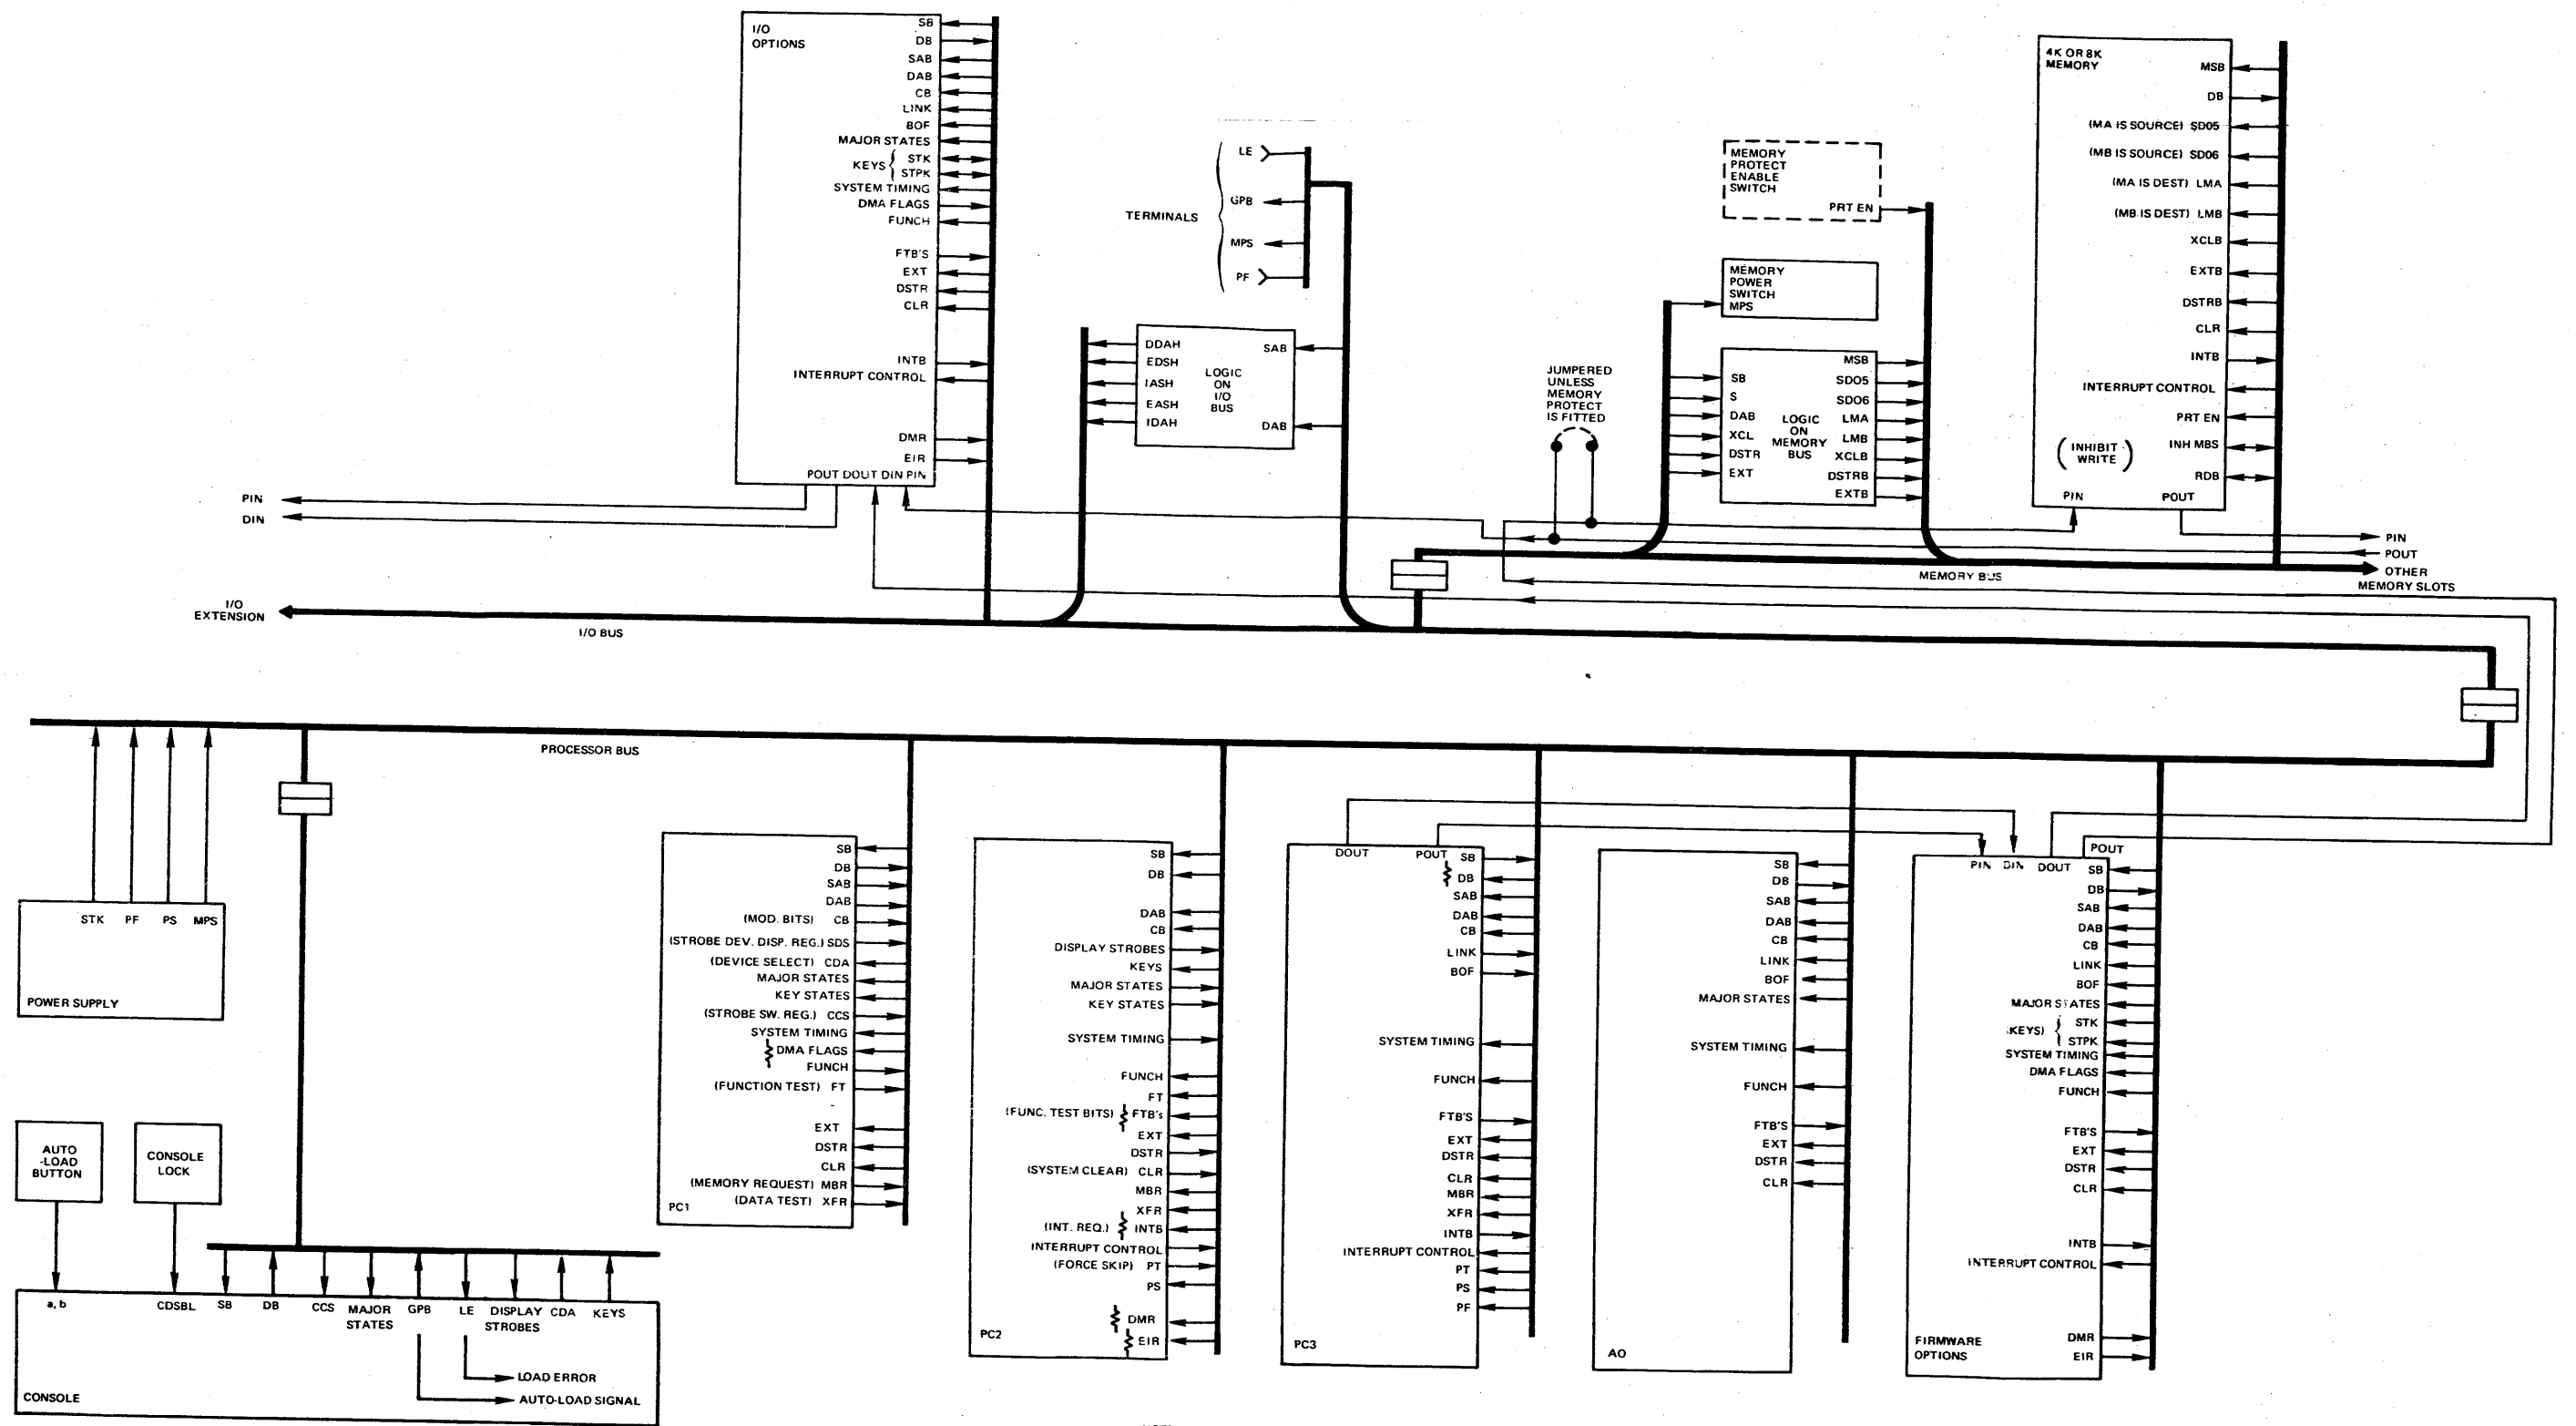 I/O
OPTIONS
SB
DB
SAB
DAB
CB
LINK
BOF
MAJOR STATES
KEYS { STK
STPK
SYSTEM TIMING
DMA FLAGS
FUNCH
FTB'S
EXT
DSTR
CLR
INTB
INTERRUPT CONTROL
DMR
EIR
POUT DOUT DIN PIN
PIN
DIN
TERMINALS
LE
GPB
MPS
PF
DDAH
EDSH
IASH
EASH
IDAH
LOGIC
ON
I/O
BUS
SAB
DAB
JUMPERED
UNLESS
MEMORY
PROTECT
IS FITTED
MEMORY
PROTECT
ENABLE
SWITCH
PRT EN
MEMORY
POWER
SWITCH
MPS
SB
S
DAB
XCL
DSTR
EXT
LOGIC
ON
MEMORY
BUS
MSB
SD05
SD06
LMA
LMB
XCLB
DSTRB
EXTB
4K OR 8K
MEMORY
MSB
DB
(MA IS SOURCE) SD05
(MB IS SOURCE) SD06
(MA IS DEST) LMA
(MB IS DEST) LMB
XCLB
EXTB
DSTRB
CLR
INTB
INTERRUPT CONTROL
PRT EN
(INHIBIT
WRITE)
INH MBS
RDB
PIN
POUT
PIN
POUT
OTHER
MEMORY SLOTS
MEMORY BUS
I/O
EXTENSION
I/O BUS
PROCESSOR BUS
STK PF PS MPS
POWER SUPPLY
AUTO
-LOAD
BUTTON
CONSOLE
LOCK
a, b
CDSBL
SB
DB
CCS
MAJOR
STATES
GPB
LE
DISPLAY
STROBES
CDA
KEYS
LOAD ERROR
AUTO-LOAD SIGNAL
CONSOLE
SB
DB
SAB
DAB
(MOD. BITS) CB
(STROBE DEV. DISP. REG.) SDS
(DEVICE SELECT) CDA
MAJOR STATES
KEY STATES
(STROBE SW. REG.) CCS
SYSTEM TIMING
DMA FLAGS
FUNCH
(FUNCTION TEST) FT
EXT
DSTR
CLR
(MEMORY REQUEST) MBR
(DATA TEST) XFR
PC1
SB
DB
DAB
CB
DISPLAY STROBES
KEYS
MAJOR STATES
KEY STATES
SYSTEM TIMING
FUNCH
FT
(FUNC. TEST BITS) FTB's
EXT
DSTR
(SYSTEM CLEAR) CLR
MBR
XFR
(INT. REQ.) INTB
INTERRUPT CONTROL
(FORCE SKIP) PT
PS
DMR
EIR
PC2
DOUT
POUT
SB
DB
SAB
DAB
CB
LINK
BOF
SYSTEM TIMING
FUNCH
FTB'S
EXT
DSTR
CLR
MBR
XFR
INTB
INTERRUPT CONTROL
PT
PS
PF
PC3
SB
DB
SAB
DAB
CB
LINK
BOF
MAJOR STATES
SYSTEM TIMING
FUNCH
FTB'S
EXT
DSTR
CLR
AO
PIN DIN DOUT
POUT
SB
DB
SAB
DAB
CB
LINK
BOF
MAJOR STATES
(KEYS) { STK
STPK
SYSTEM TIMING
DMA FLAGS
FUNCH
FTB'S
EXT
DSTR
CLR
INTB
INTERRUPT CONTROL
DMR
EIR
FIRMWARE
OPTIONS